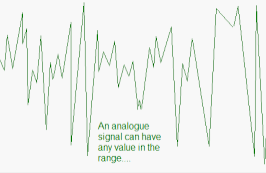 An analogue
signal can have
any value in the
range....